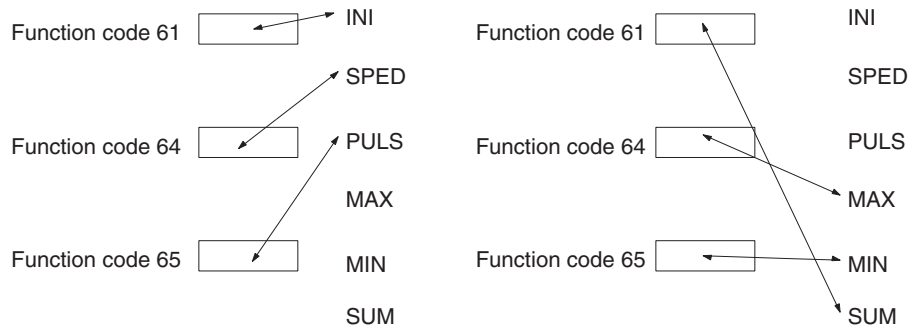 Function code 61
INI
SPED
Function code 64
PULS
MAX
Function code 65
MIN
SUM
Function code 61
INI
SPED
Function code 64
PULS
MAX
Function code 65
MIN
SUM